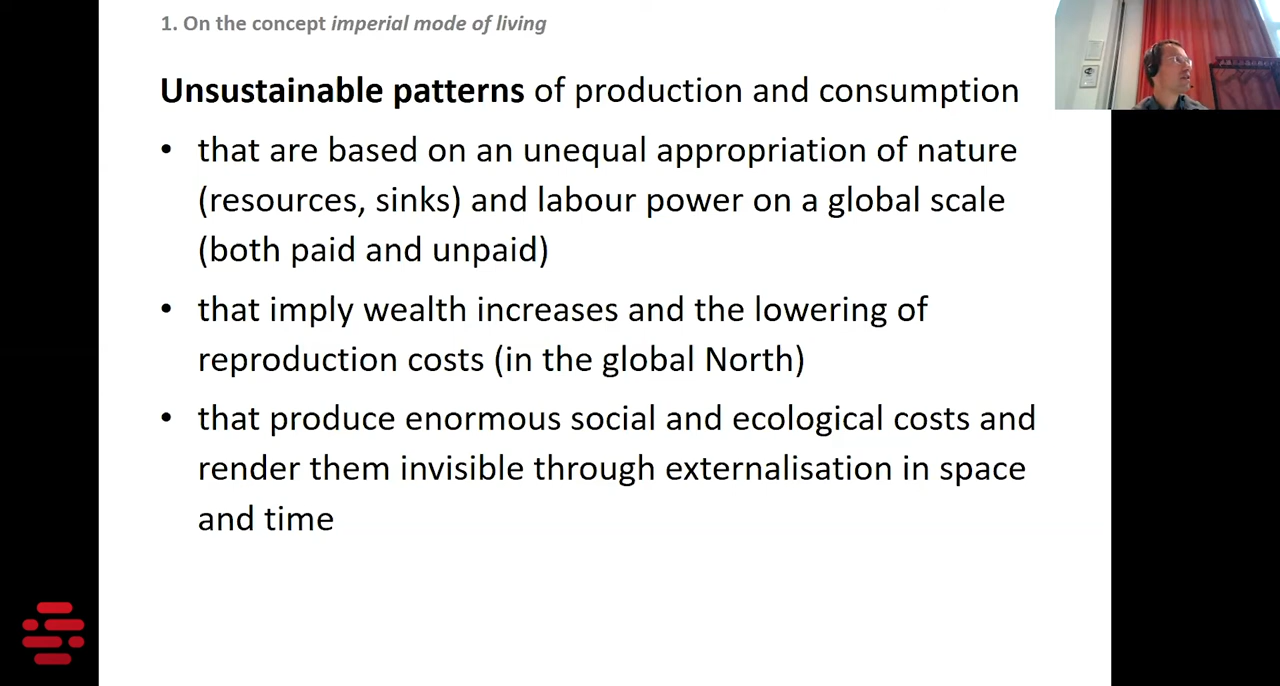 1. On the concept imperial mode of living
Unsustainable patterns of production and consumption
• that are based on an unequal appropriation of nature
(resources, sinks) and labour power on a global scale
(both paid and unpaid)
• that imply wealth increases and the lowering of
reproduction costs (in the global North)
• that produce enormous social and ecological costs and
render them invisible through externalisation in space
and time